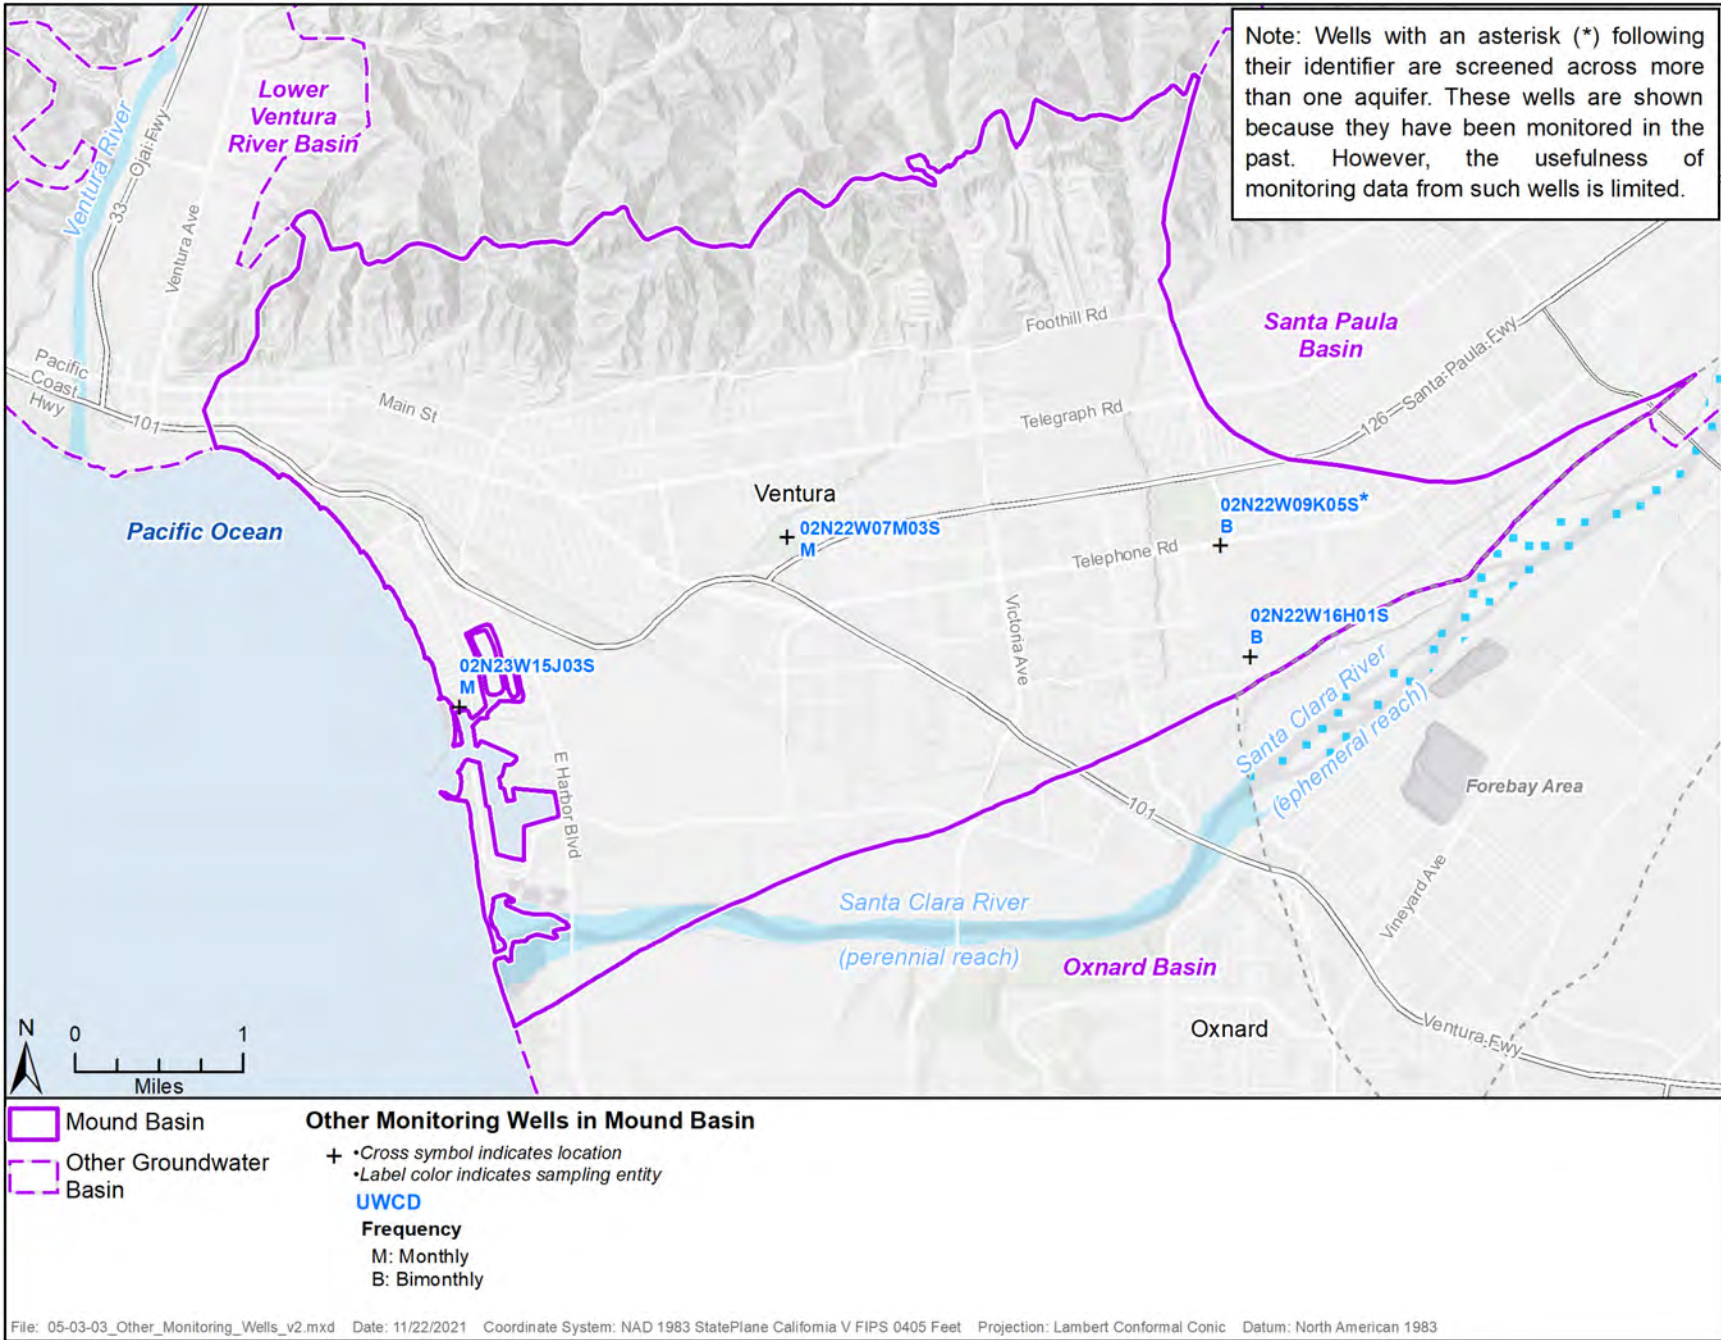 Note: Wells with an asterisk (*) following
their identifier are screened across more
than one aquifer. These wells are shown
because they have been monitored in the
past. However, the usefulness of
monitoring data from such wells is limited.
Lower
Ventura
River Basin
Ventura River
33
Ojai Fwy
Ventura Ave
Pacific
Coast
Hwy
101
Main St
Foothill Rd
Santa Paula
Basin
Telegraph Rd
126
Santa Paula Fwy
Pacific Ocean
Ventura
02N22W07M03S
M
02N22W09K05S*
B
Telephone Rd
02N22W16H01S
B
Victoria Ave
02N23W15J03S
M
E Harbor Blvd
Santa Clara River
(ephemeral reach)
Forebay Area
101
Vineyard Ave
Santa Clara River
(perennial reach)
Oxnard Basin
Oxnard
Ventura Fwy
N
0 1
Miles
Mound Basin
Other Groundwater
Basin
Other Monitoring Wells in Mound Basin
•Cross symbol indicates location
•Label color indicates sampling entity
UWCD
Frequency
M: Monthly
B: Bimonthly
File: 05-03-03_Other_Monitoring_Wells_v2.mxd Date: 11/22/2021 Coordinate System: NAD 1983 StatePlane California V FIPS 0405 Feet Projection: Lambert Conformal Conic Datum: North American 1983